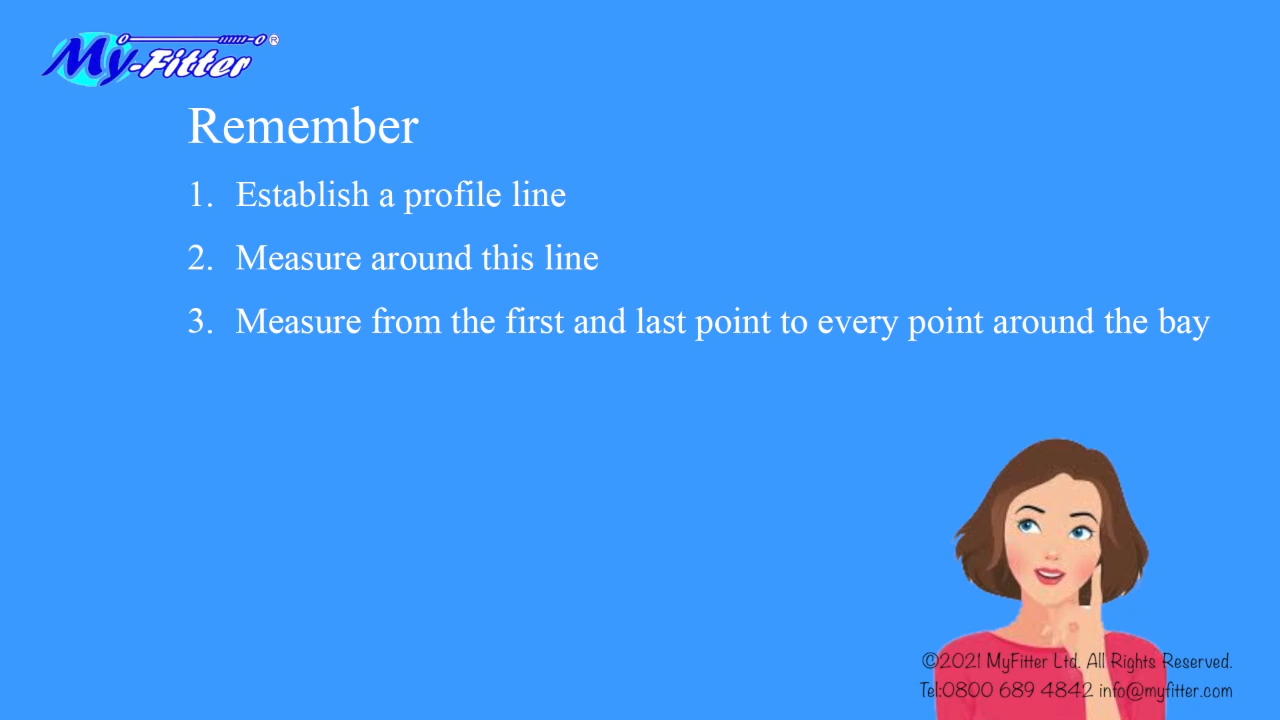 My-Fitter®
Remember
1. Establish a profile line
2. Measure around this line
3. Measure from the first and last point to every point around the bay
©2021 MyFitter Ltd. All Rights Reserved.
Tel:0800 689 4842 info@myfitter.com